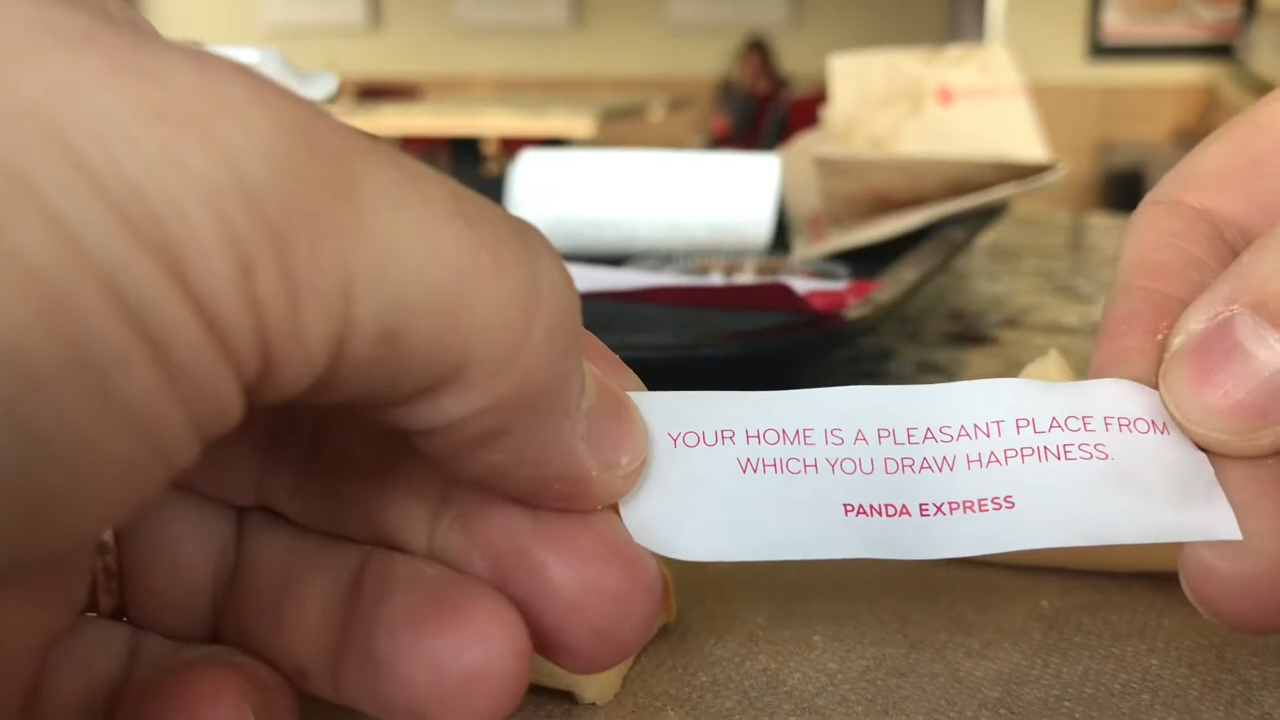 YOUR HOME IS A PLEASANT PLACE FROM
WHICH YOU DRAW HAPPINESS.
PANDA EXPRESS